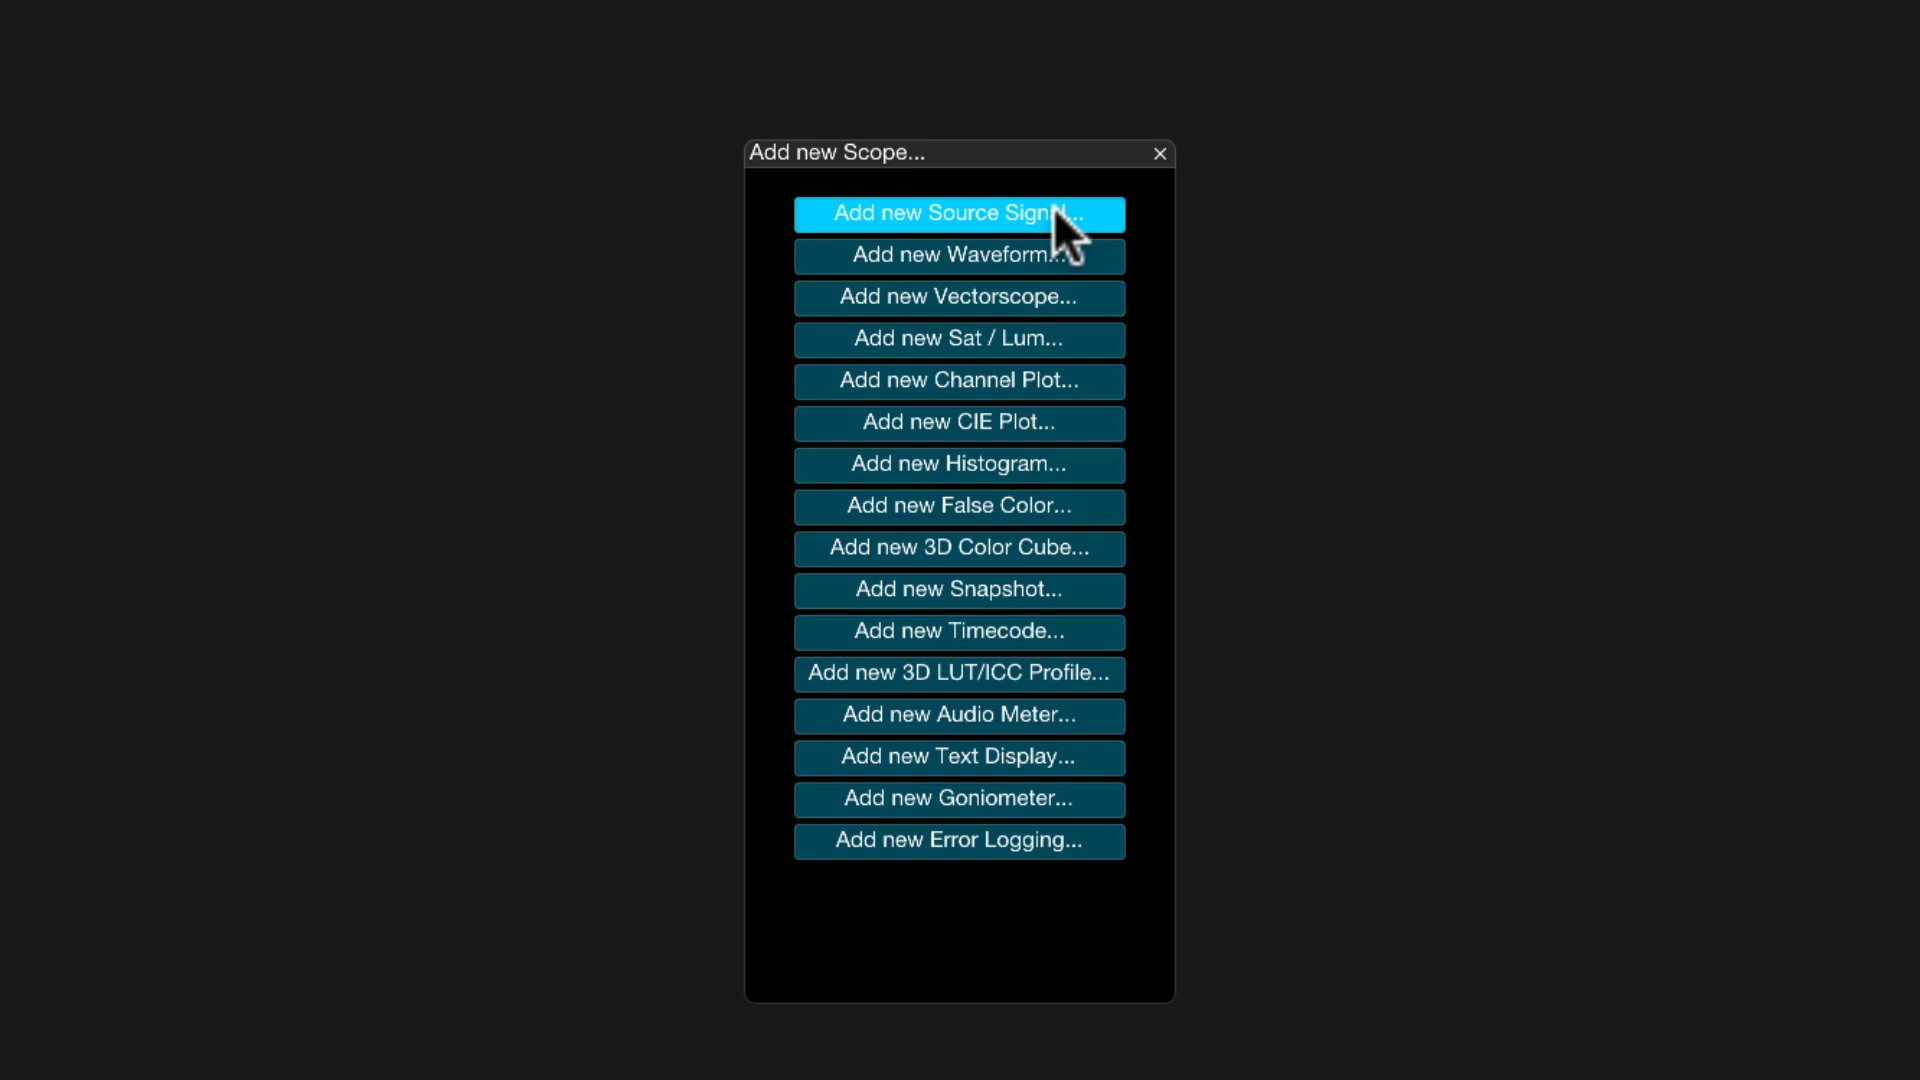 Add new Scope...
Add new Source Signal...
Add new Waveform...
Add new Vectorscope...
Add new Sat / Lum...
Add new Channel Plot...
Add new CIE Plot...
Add new Histogram...
Add new False Color...
Add new 3D Color Cube...
Add new Snapshot...
Add new Timecode...
Add new 3D LUT/ICC Profile...
Add new Audio Meter...
Add new Text Display...
Add new Goniometer...
Add new Error Logging...